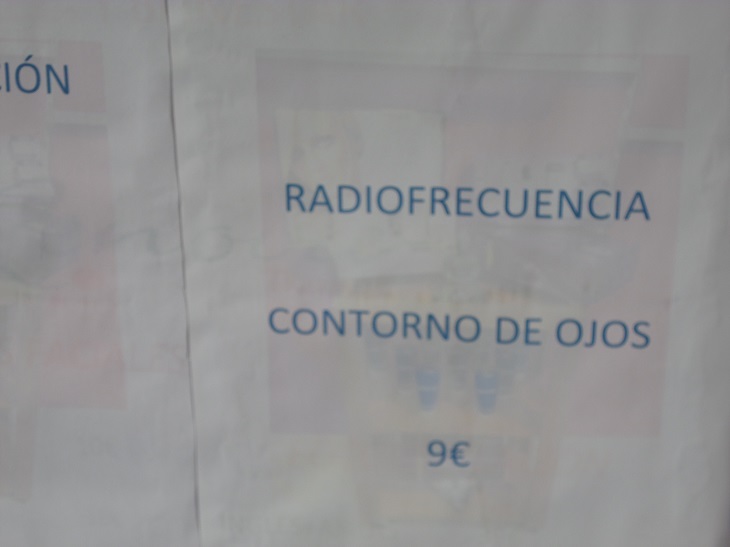 IÓN
RADIOFRECUENCIA
CONTORNO DE OJOS
9€